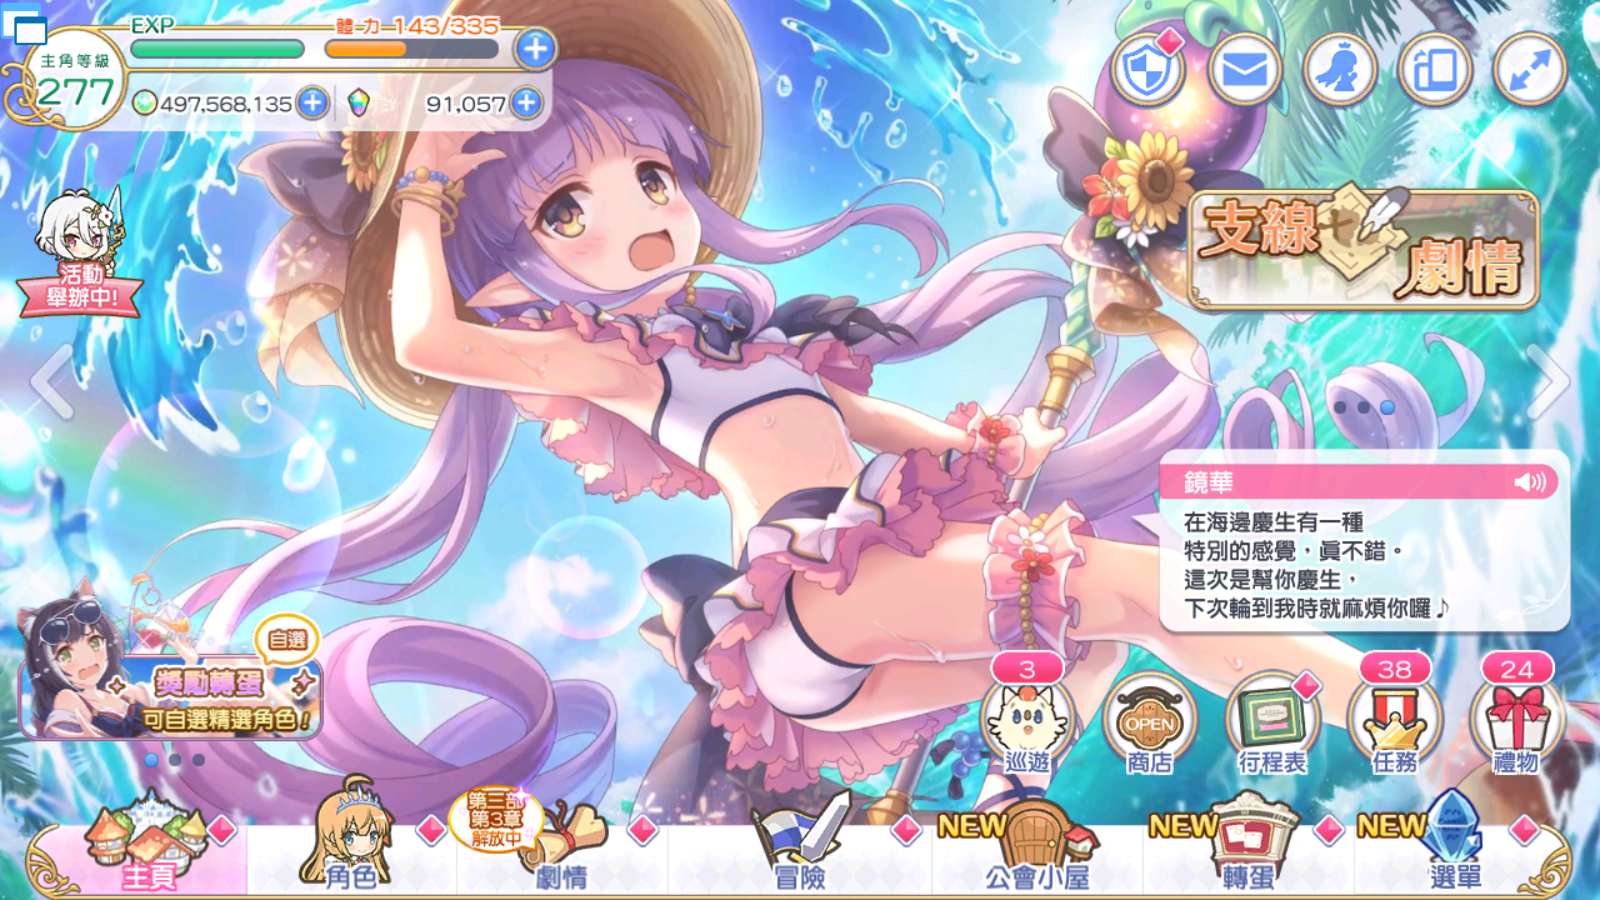 EXP
體 力 143/335
主角等級
277
497,568,135
91,057
活動
舉辦中!
支線
劇情
鏡華
在海邊慶生有一種
特別的感覺，真不錯。
這次是幫你慶生，
下次輪到我時就麻煩你囉♪
自選
獎勵轉蛋
可自選精選角色!
3
38
24
OPEN
巡遊
商店
行程表
任務
禮物
第三部
第3章
解放中
NEW
NEW
NEW
主頁
角色
劇情
冒險
公會小屋
轉蛋
選單